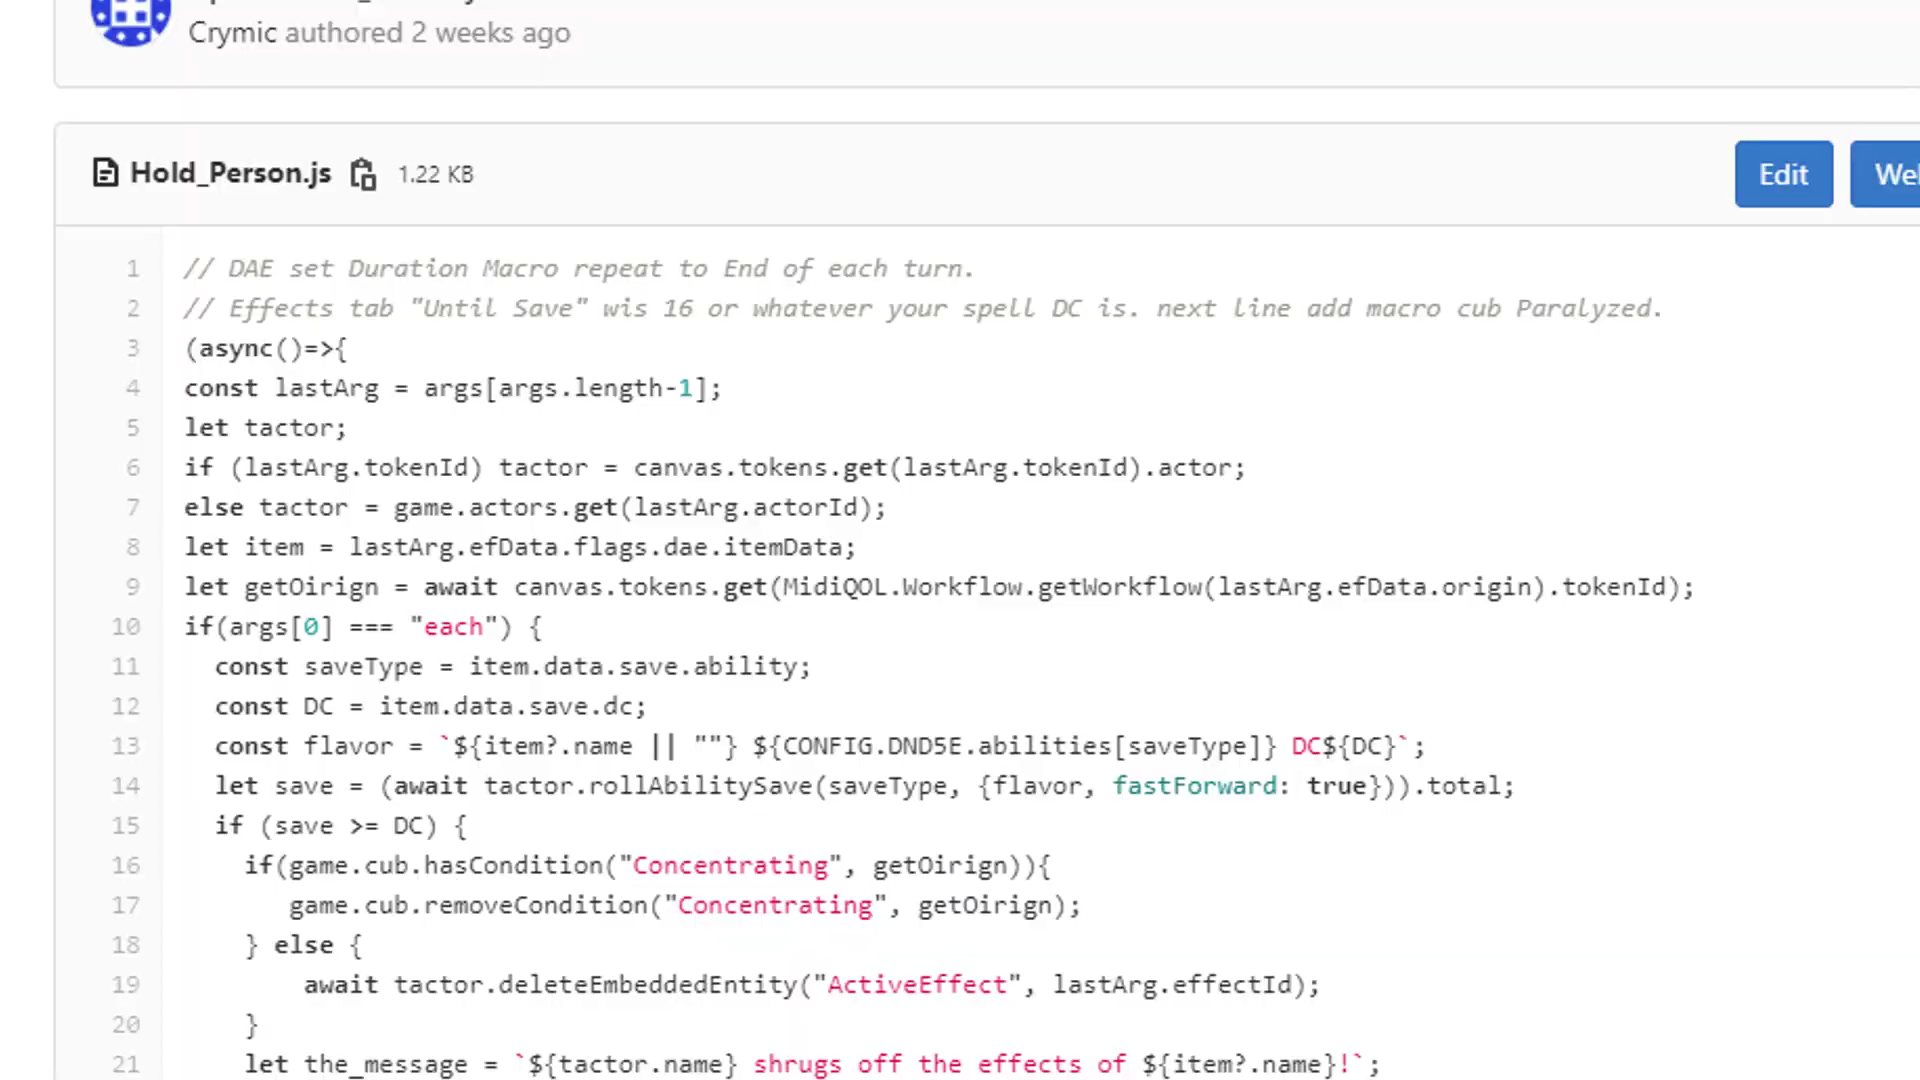 Crymic authored 2 weeks ago
Hold_Person.js 1.22 KB
Edit
1 // DAE set Duration Macro repeat to End of each turn.
2 // Effects tab "Until Save" wis 16 or whatever your spell DC is. next line add macro cub Paralyzed.
3 (async()=>{
4 const lastArg = args[args.length-1];
5 let tactor;
6 if (lastArg.tokenId) tactor = canvas.tokens.get(lastArg.tokenId).actor;
7 else tactor = game.actors.get(lastArg.actorId);
8 let item = lastArg.efData.flags.dae.itemData;
9 let getOirign = await canvas.tokens.get(MidiQOL.Workflow.getWorkflow(lastArg.efData.origin).tokenId);
10 if(args[0] === "each") {
11 const saveType = item.data.save.ability;
12 const DC = item.data.save.dc;
13 const flavor = `${item?.name || ""} ${CONFIG.DND5E.abilities[saveType]} DC${DC}`;
14 let save = (await tactor.rollAbilitySave(saveType, {flavor, fastForward: true})).total;
15 if (save >= DC) {
16 if(game.cub.hasCondition("Concentrating", getOirign)){
17 game.cub.removeCondition("Concentrating", getOirign);
18 } else {
19 await tactor.deleteEmbeddedEntity("ActiveEffect", lastArg.effectId);
20 }
21 let the_message = `${tactor.name} shrugs off the effects of ${item?.name}!`;